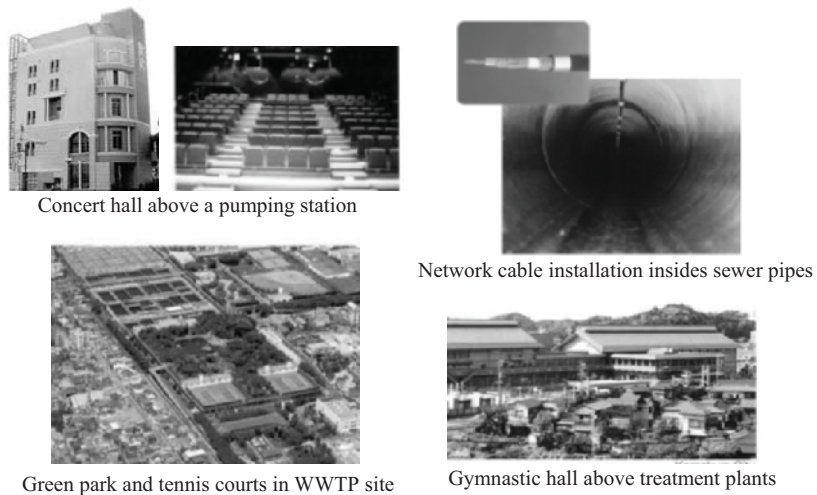 Concert hall above a pumping station
Network cable installation insides sewer pipes
Green park and tennis courts in WWTP site
Gymnastic hall above treatment plants